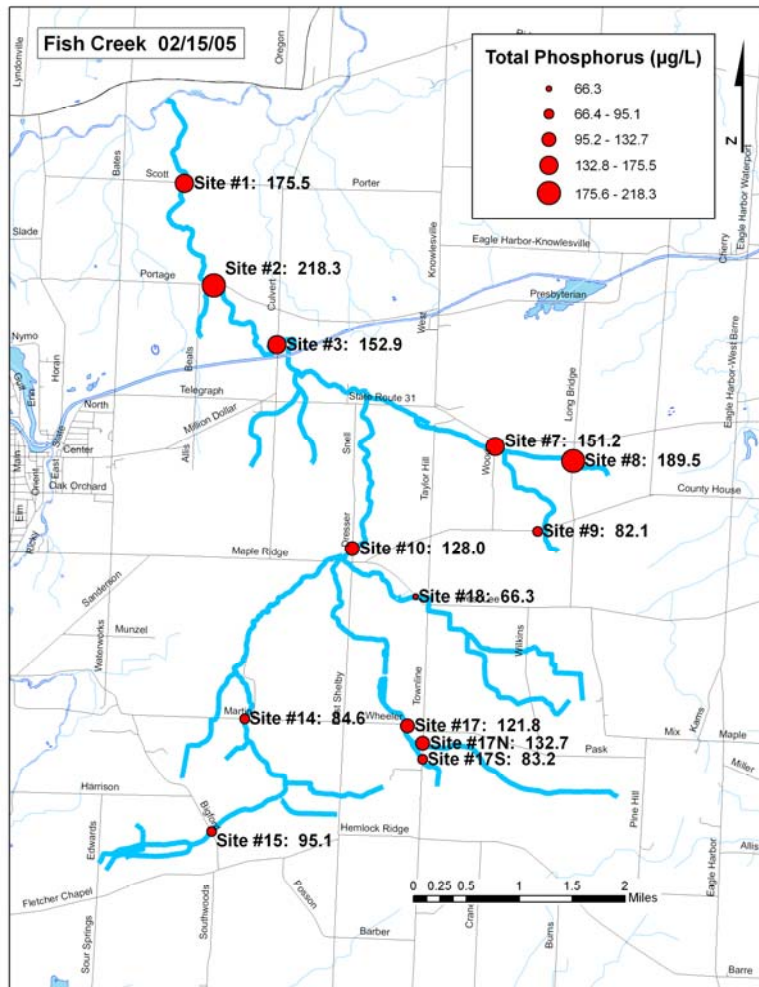 Fish Creek 02/15/05
Total Phosphorus (µg/L)
66.3
66.4 - 95.1
95.2 - 132.7
132.8 - 175.5
175.6 - 218.3
N
Lyndonville
Oregon
Bates
Scott
Site #1: 175.5
Porter
Slade
Knowlesville
Eagle Harbor-Knowlesville
Cherry
Eagle Harbor Waterport
Portage
Site #2: 218.3
Culvert
Presbyterian
West
Nymo
Horan
Gulf
Erin
Beals
Site #3: 152.9
Telegraph
State Route 31
Long Bridge
Eagle Harbor-West Barre
North
Million Dollar
State
Center
Allis
Snell
Taylor Hill
Site #7: 151.2
Site #8: 189.5
Main
Orient
East
Oak Orchard
Elm
County House
Site #9: 82.1
Dresser
Maple Ridge
Site #10: 128.0
Sanderson
Site #18: 66.3
Munzel
Waterworks
Wilkins
Townline
Site #14: 84.6
Site #17: 121.8
Site #17N: 132.7
Site #17S: 83.2
Pask
Mix
Kams
Maple
Miller
Harrison
Edwards
Pine Hill
Site #15: 95.1
Hemlock Ridge
Allis
Fletcher Chapel
Southwoods
Sour Springs
Eagle Harbor
0 0.25 0.5 1 1.5 2
Miles
Barber
Burns
Barre